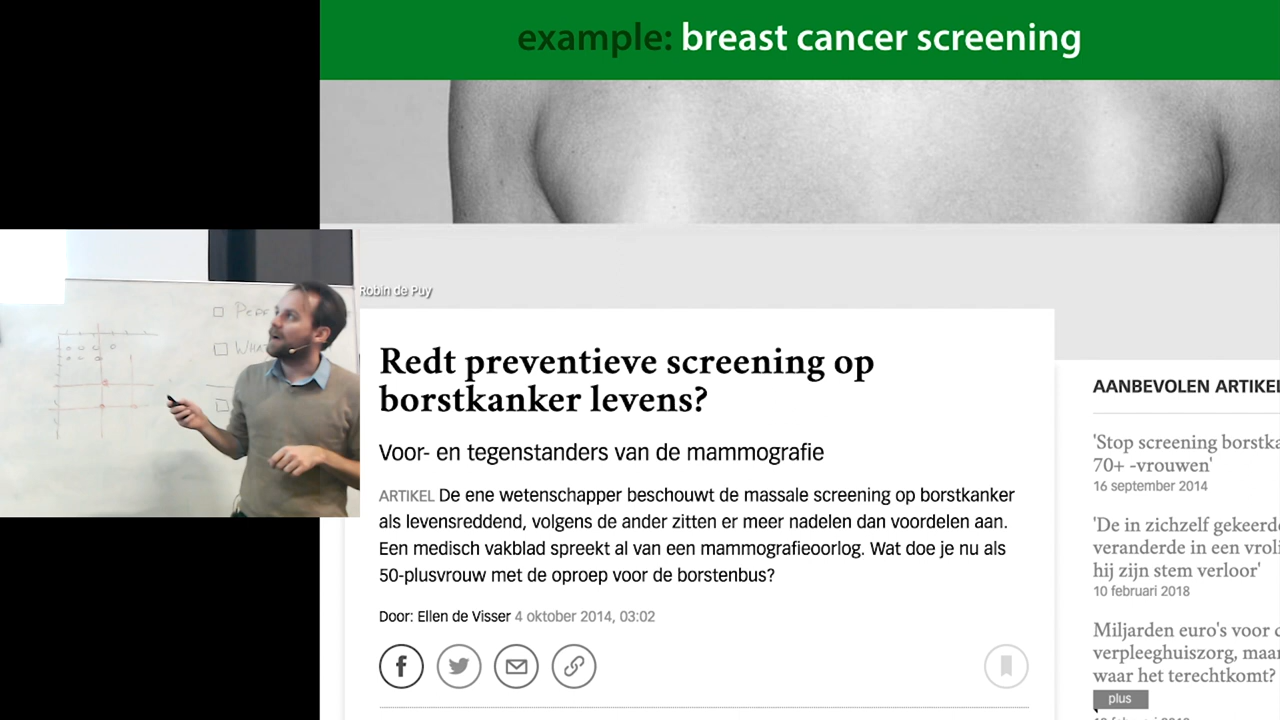 example: breast cancer screening
Robin de Puy
Redt preventieve screening op
borstkanker levens?
Voor- en tegenstanders van de mammografie
ARTIKEL De ene wetenschapper beschouwt de massale screening op borstkanker
als levensreddend, volgens de ander zitten er meer nadelen dan voordelen aan.
Een medisch vakblad spreekt al van een mammografieoorlog. Wat doe je nu als
50-plusvrouw met de oproep voor de borstenbus?
Door: Ellen de Visser 4 oktober 2014, 03:02
AANBEVOLEN ARTIKEL
'Stop screening borstka
70+ -vrouwen'
16 september 2014
'De in zichzelf gekeerde
veranderde in een vroli
hij zijn stem verloor'
10 februari 2018
Miljarden euro's voor d
verpleeghuiszorg, maar
waar het terechtkomt?
plus